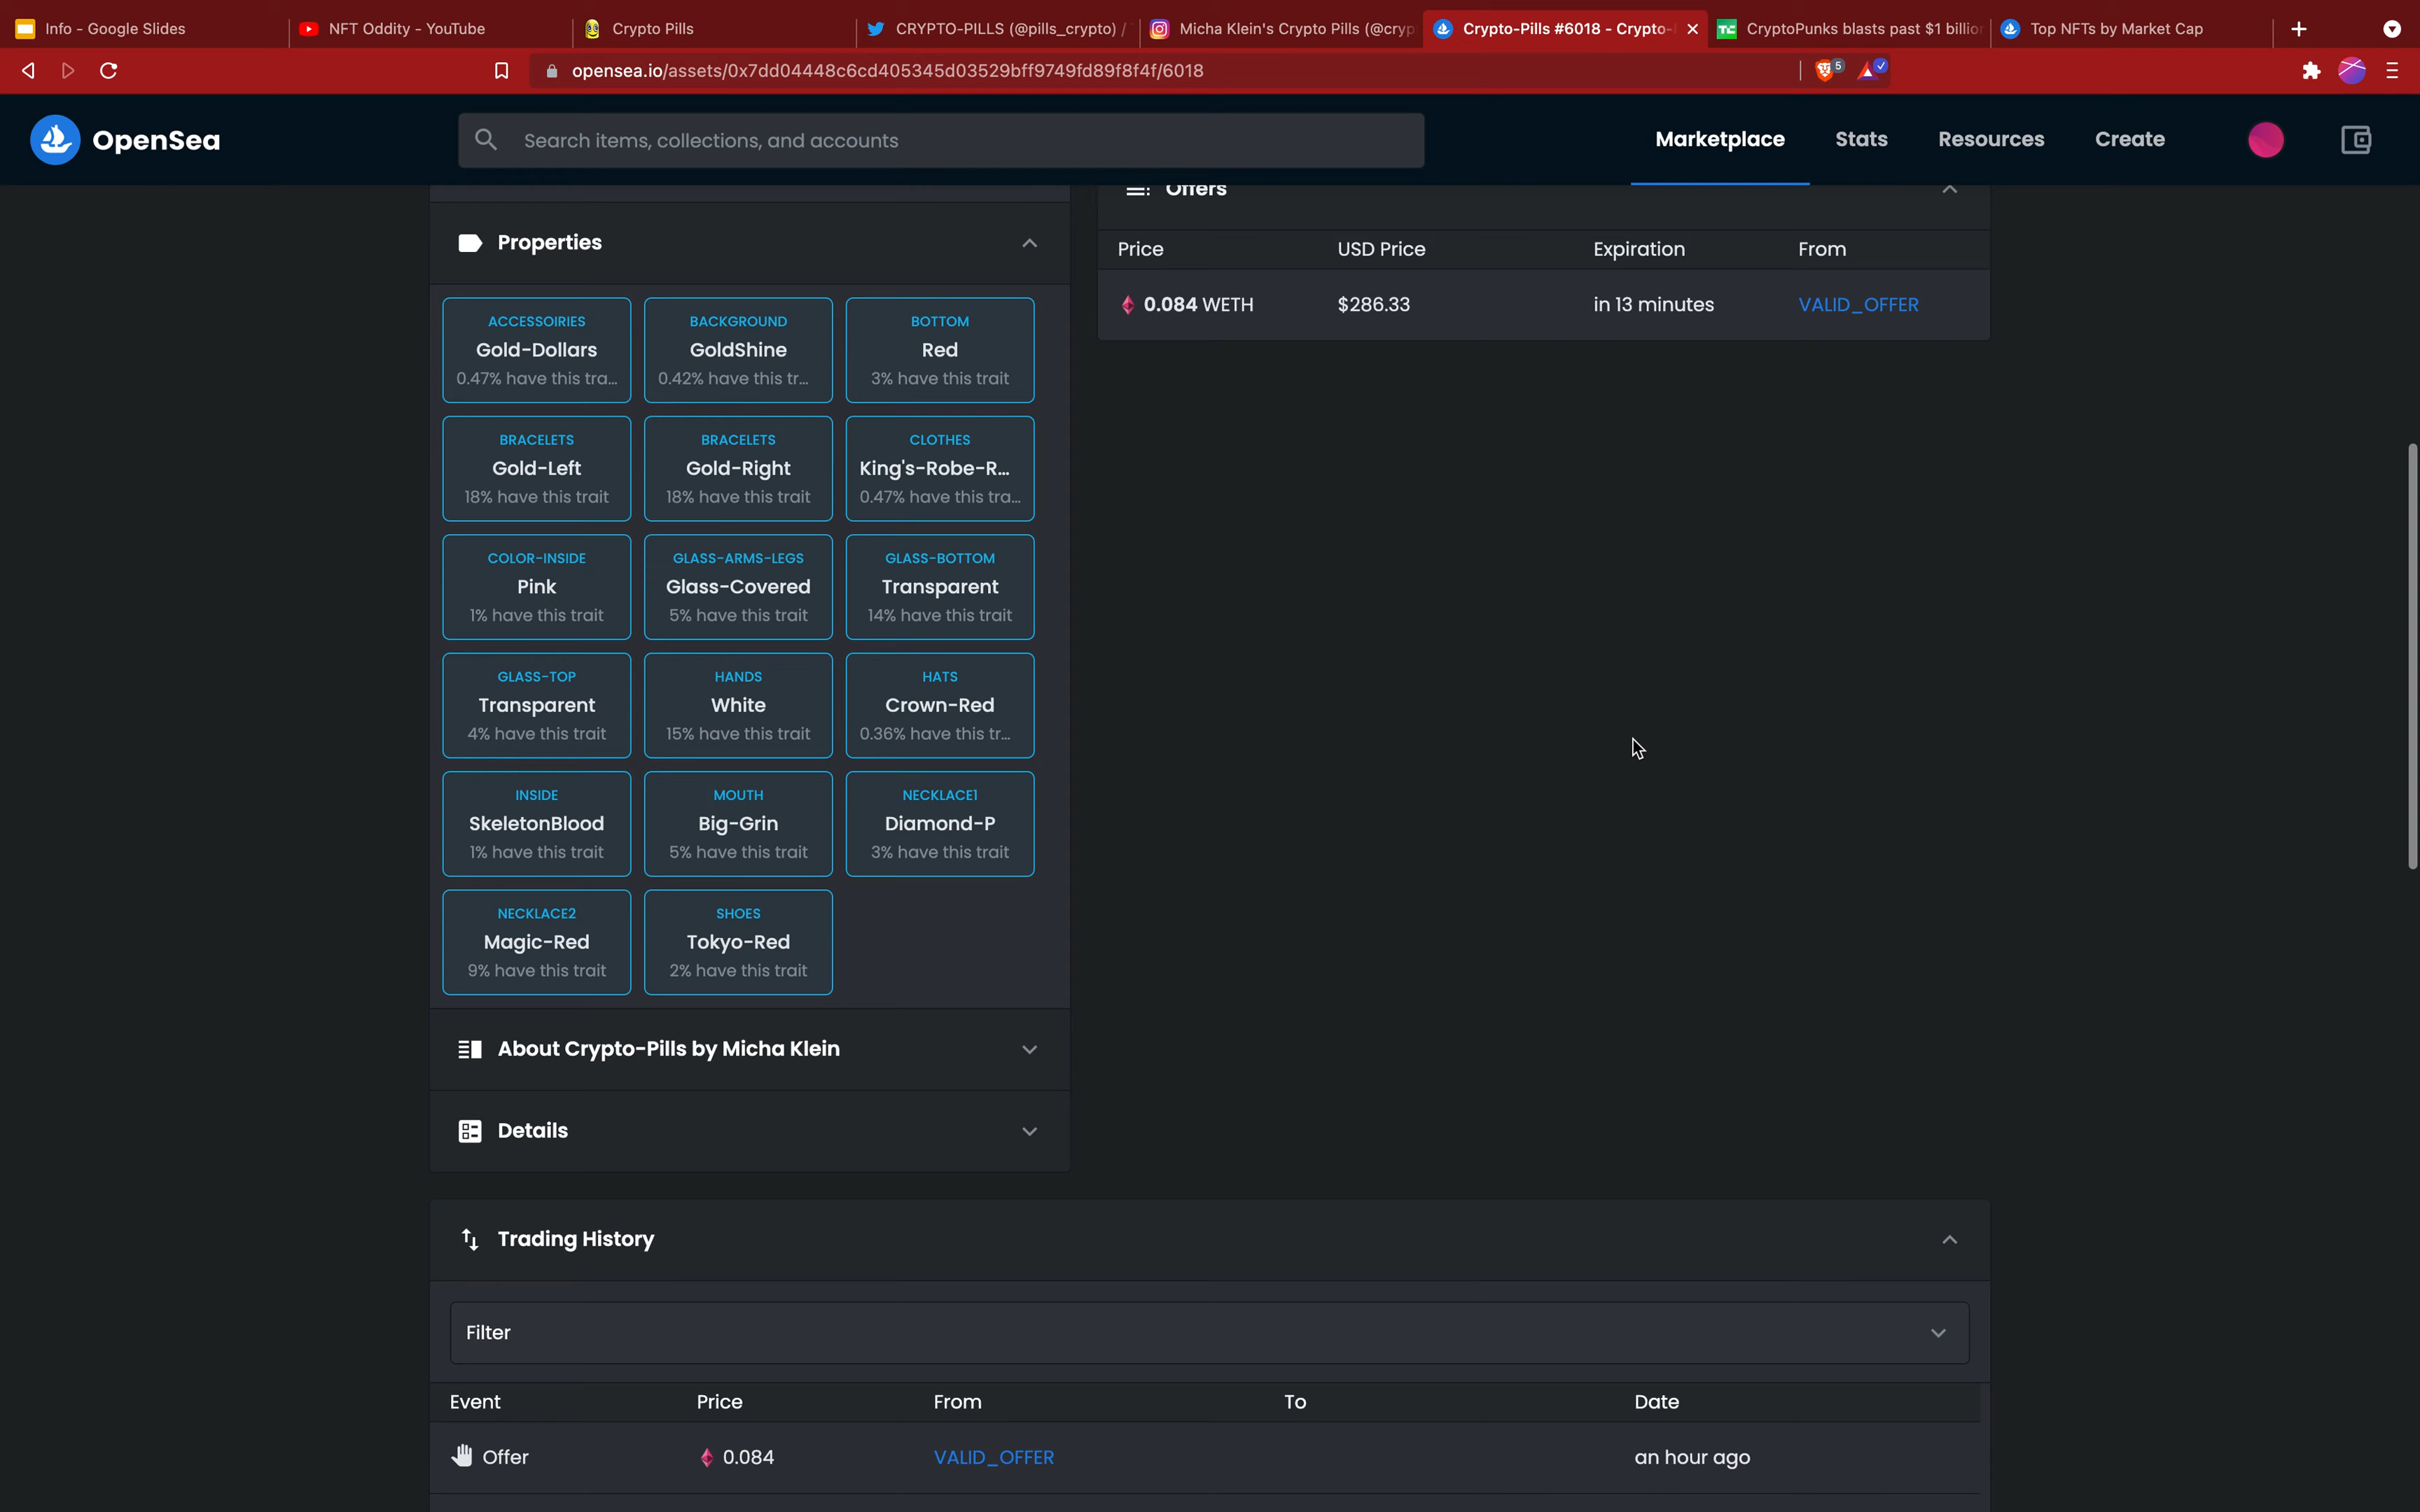 Info - Google Slides
NFT Oddity - YouTube
Crypto Pills
CRYPTO-PILLS (@pills_crypto) /
Micha Klein's Crypto Pills (@cryp
Crypto-Pills #6018 - Crypto-
CryptoPunks blasts past $1 billion
Top NFTs by Market Cap
opensea.io/assets/0x7dd04448c6cd405345d03529bff9749fd89f8f4f/6018
5
OpenSea
Search items, collections, and accounts
Marketplace
Stats
Resources
Create
Properties
ACCESSOIRIES
Gold-Dollars
0.47% have this tra...
BACKGROUND
GoldShine
0.42% have this tr...
BOTTOM
Red
3% have this trait
BRACELETS
Gold-Left
18% have this trait
BRACELETS
Gold-Right
18% have this trait
CLOTHES
King's-Robe-R...
0.47% have this tra...
COLOR-INSIDE
Pink
1% have this trait
GLASS-ARMS-LEGS
Glass-Covered
5% have this trait
GLASS-BOTTOM
Transparent
14% have this trait
GLASS-TOP
Transparent
4% have this trait
HANDS
White
15% have this trait
HATS
Crown-Red
0.36% have this tr...
INSIDE
SkeletonBlood
1% have this trait
MOUTH
Big-Grin
5% have this trait
NECKLACE1
Diamond-P
3% have this trait
NECKLACE2
Magic-Red
9% have this trait
SHOES
Tokyo-Red
2% have this trait
About Crypto-Pills by Micha Klein
Details
Offers
Price USD Price Expiration From
0.084 WETH $286.33 in 13 minutes VALID_OFFER
Trading History
Filter
Event Price From To Date
Offer 0.084 VALID_OFFER an hour ago